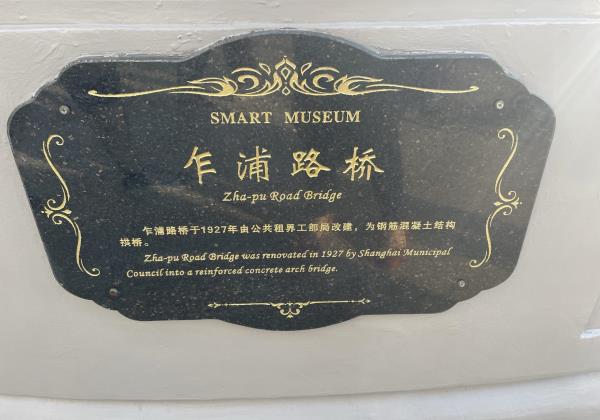 SMART MUSEUM
乍浦路桥
Zha-pu Road Bridge
乍浦路桥于1927年由公共租界工部局改建，为钢筋混凝土结构
拱桥。
Zha-pu Road Bridge was renovated in 1927 by Shanghai Municipal
Council into a reinforced concrete arch bridge.